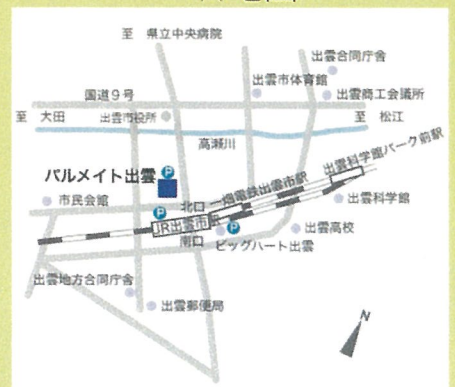 至 県立中央病院
出雲合同庁舎
出雲市体育館
国道9号
出雲商工会議所
至 大田
出雲市役所
至 松江
高瀬川
出雲科学館パーク前駅
パルメイト出雲
P
一畑電鉄出雲市駅
市民会館
北口
出雲科学館
P
JR出雲市駅
P
出雲高校
南口
ビッグハート出雲
出雲地方合同庁舎
出雲郵便局
N